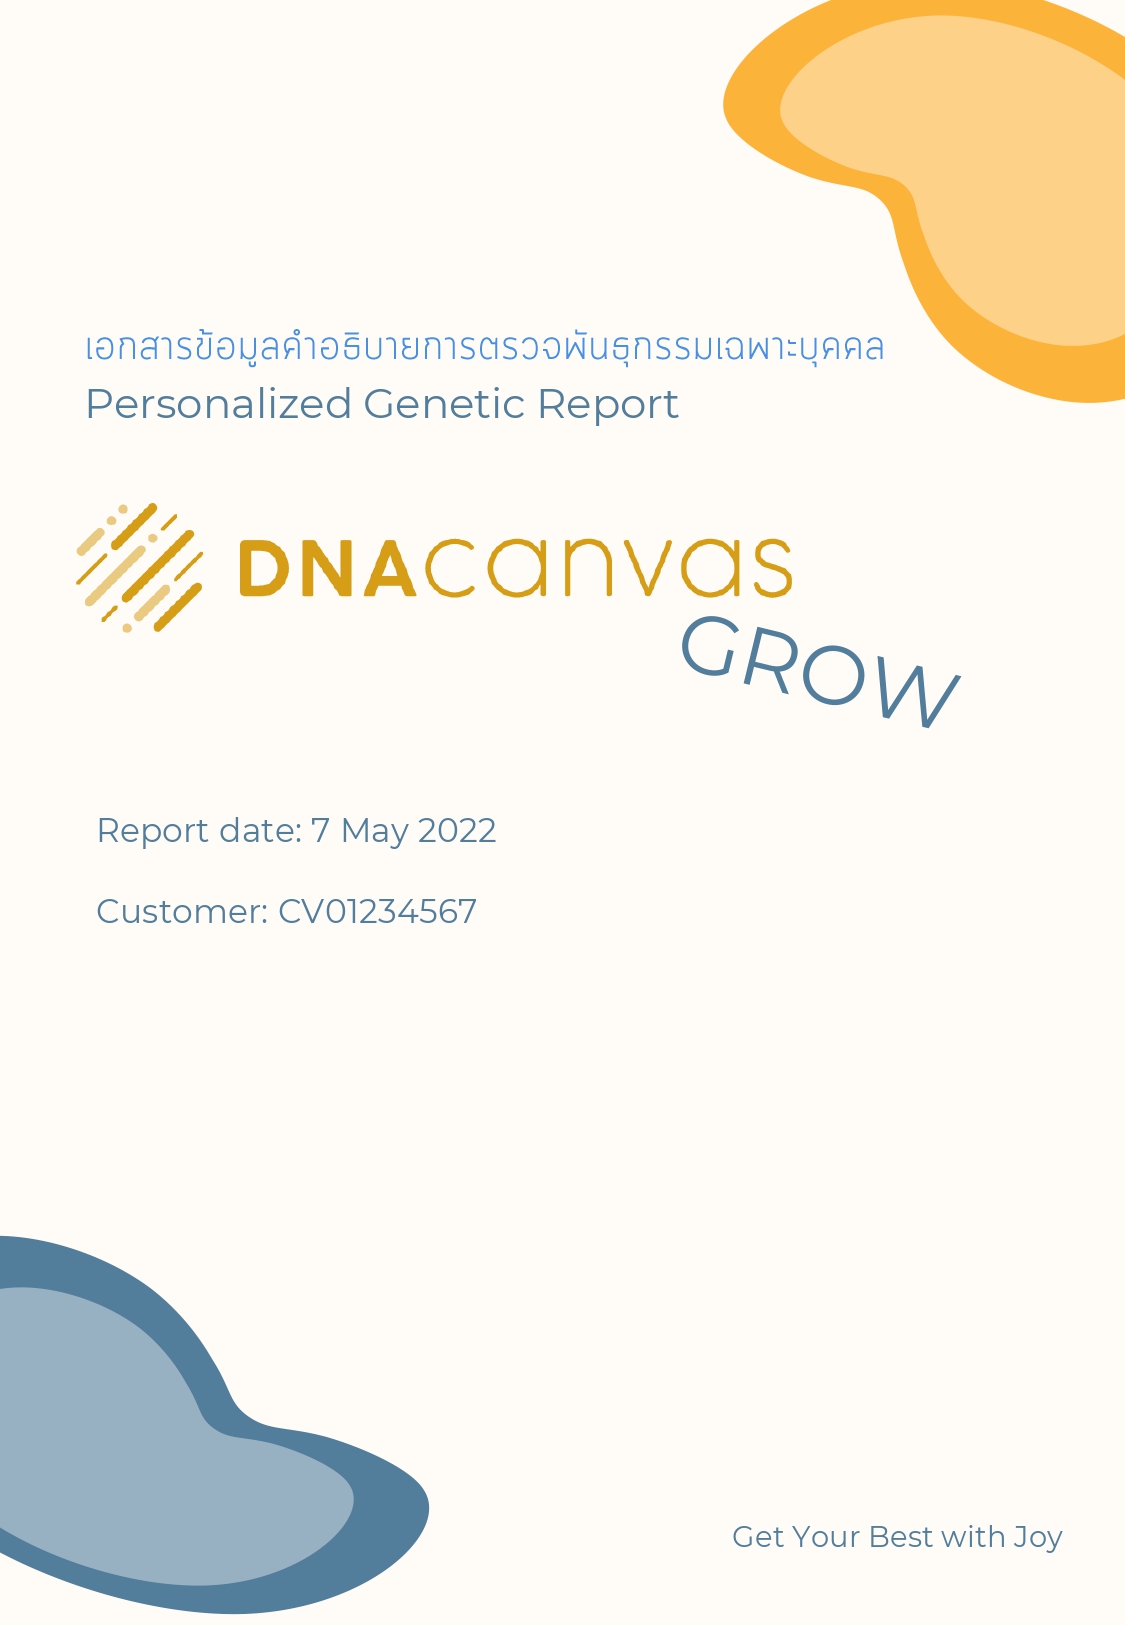 เอกสารข้อมูลคำอธิบายการตรวจพันธุกรรมเฉพาะบุคคล
Personalized Genetic Report
DNAcanvas
GROW
Report date: 7 May 2022
Customer: CV01234567
Get Your Best with Joy